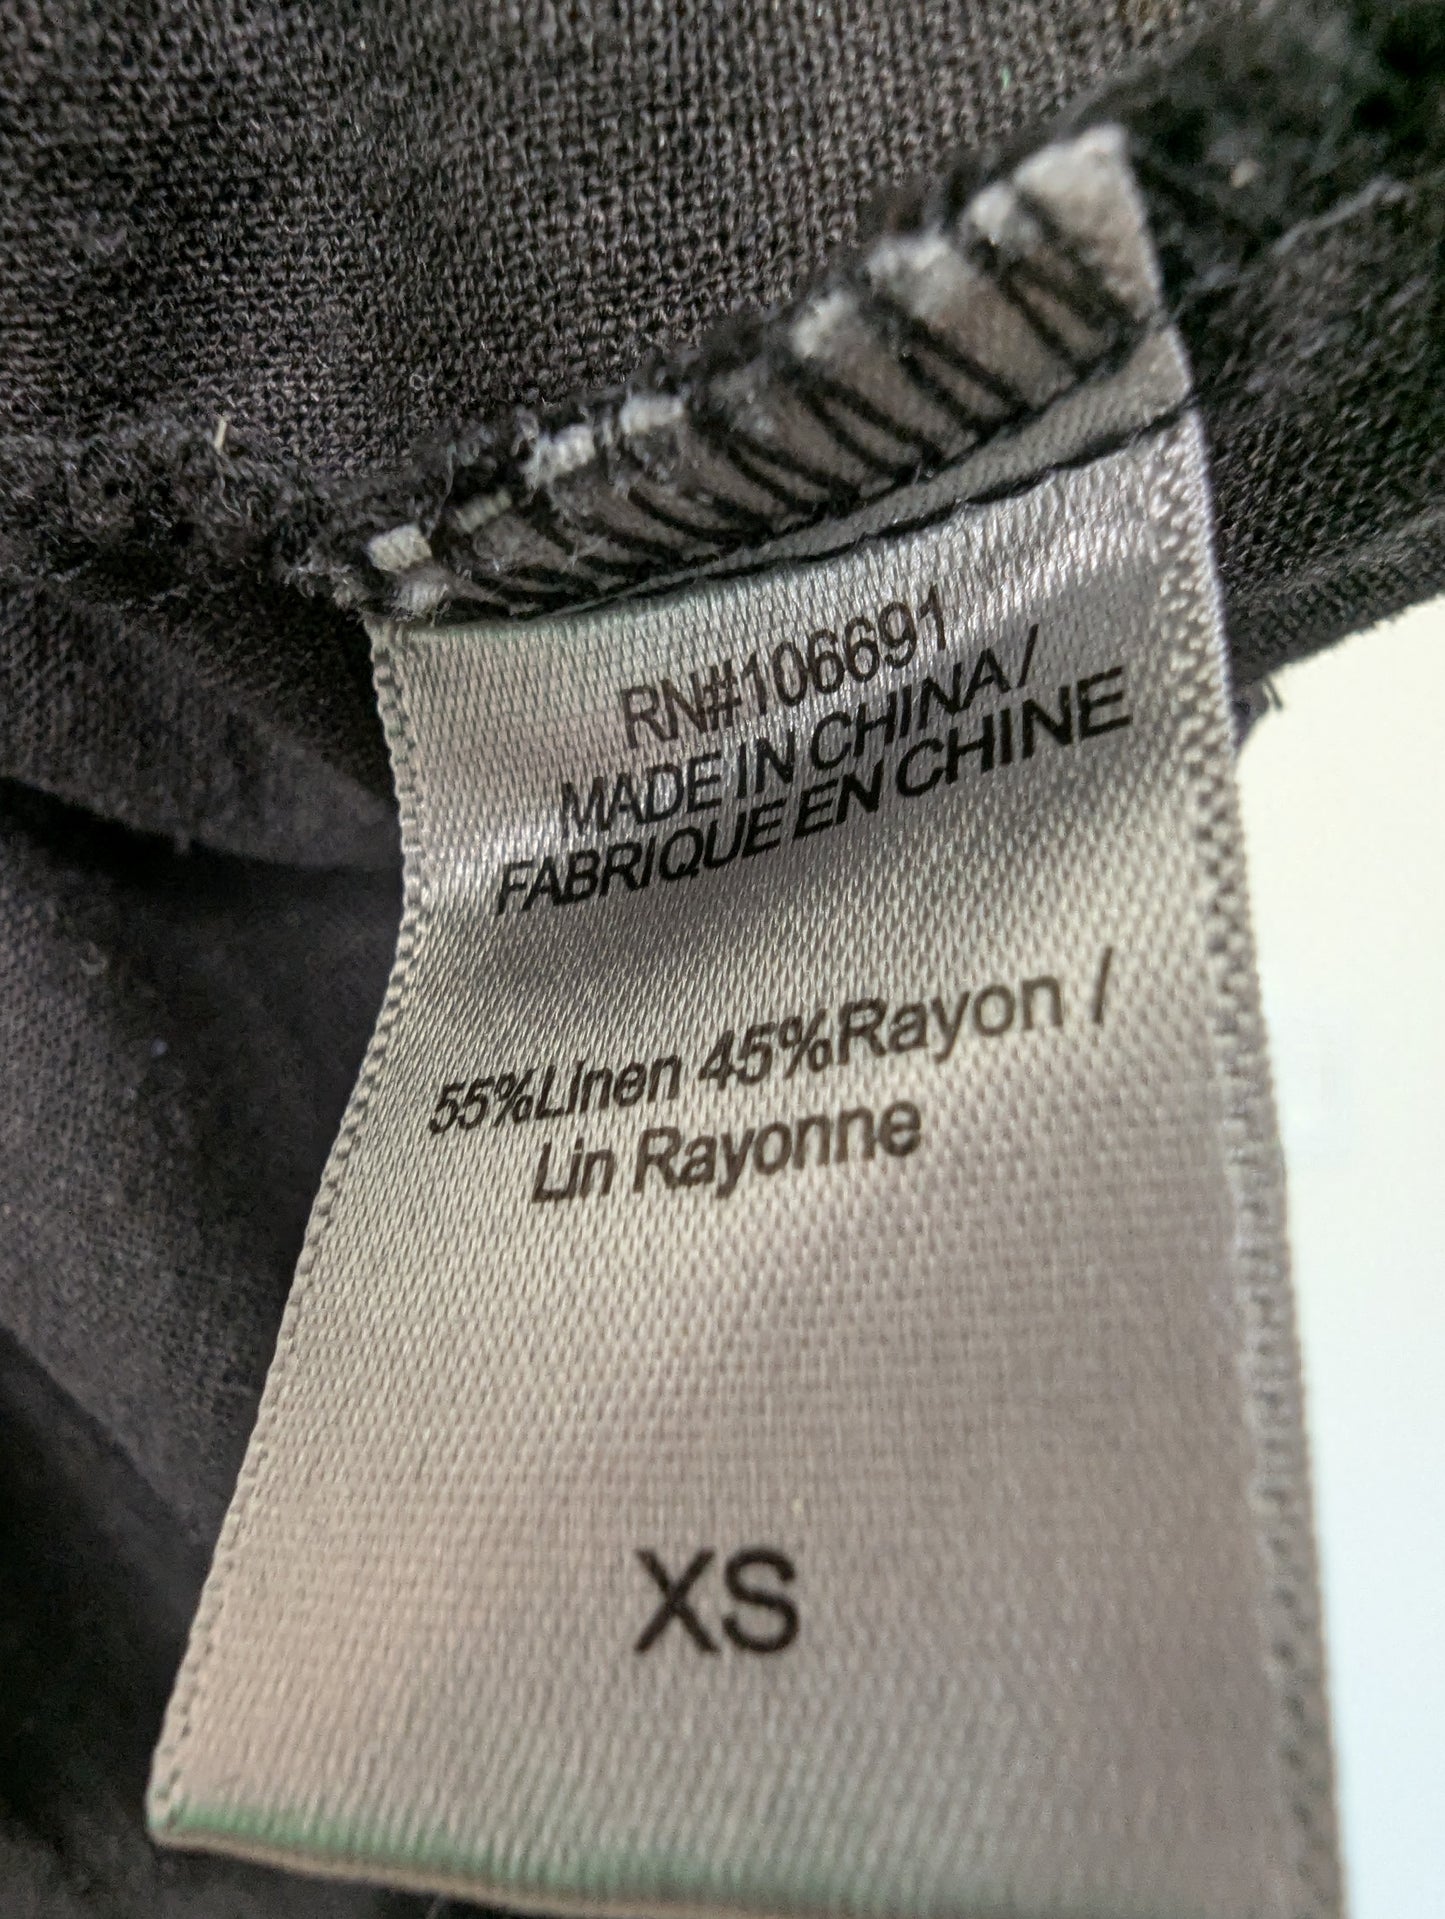 RN#106691
MADE IN CHINA/
FABRIQUE EN CHINE
55%Linen 45%Rayon /
Lin Rayonne
XS